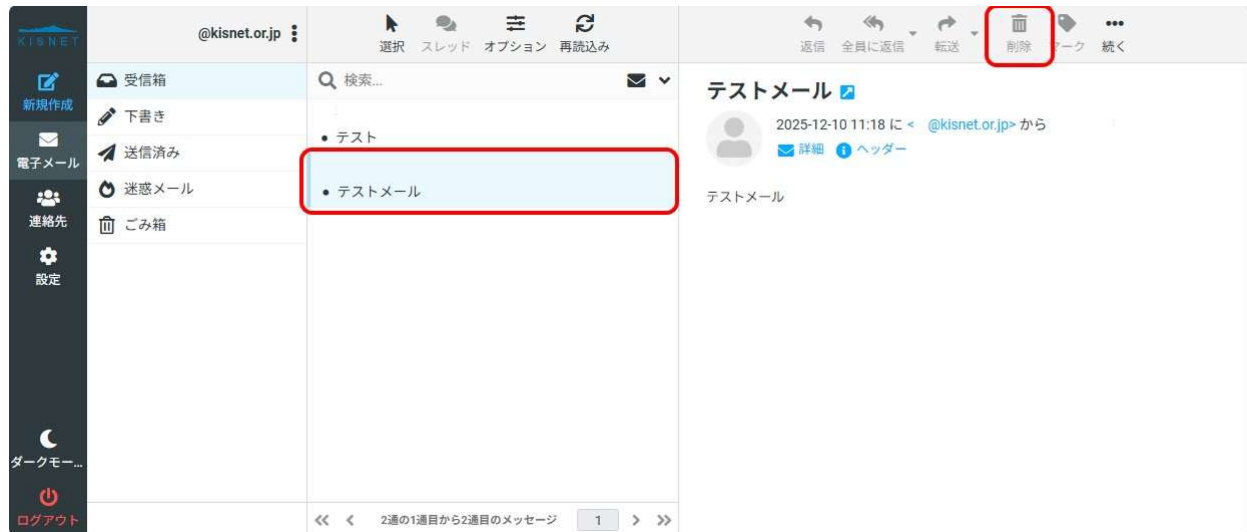 KISNET
新規作成
電子メール
連絡先
設定
ダークモー...
ログアウト
@kisnet.or.jp
受信箱
下書き
送信済み
迷惑メール
ごみ箱
選択 スレッド オプション 再読込み
検索...
テスト
テストメール
2通の1通目から2通目のメッセージ 1
返信 全員に返信 転送 削除 マーク 続く
テストメール
2025-12-10 11:18 に < @kisnet.or.jp> から
詳細 ヘッダー
テストメール